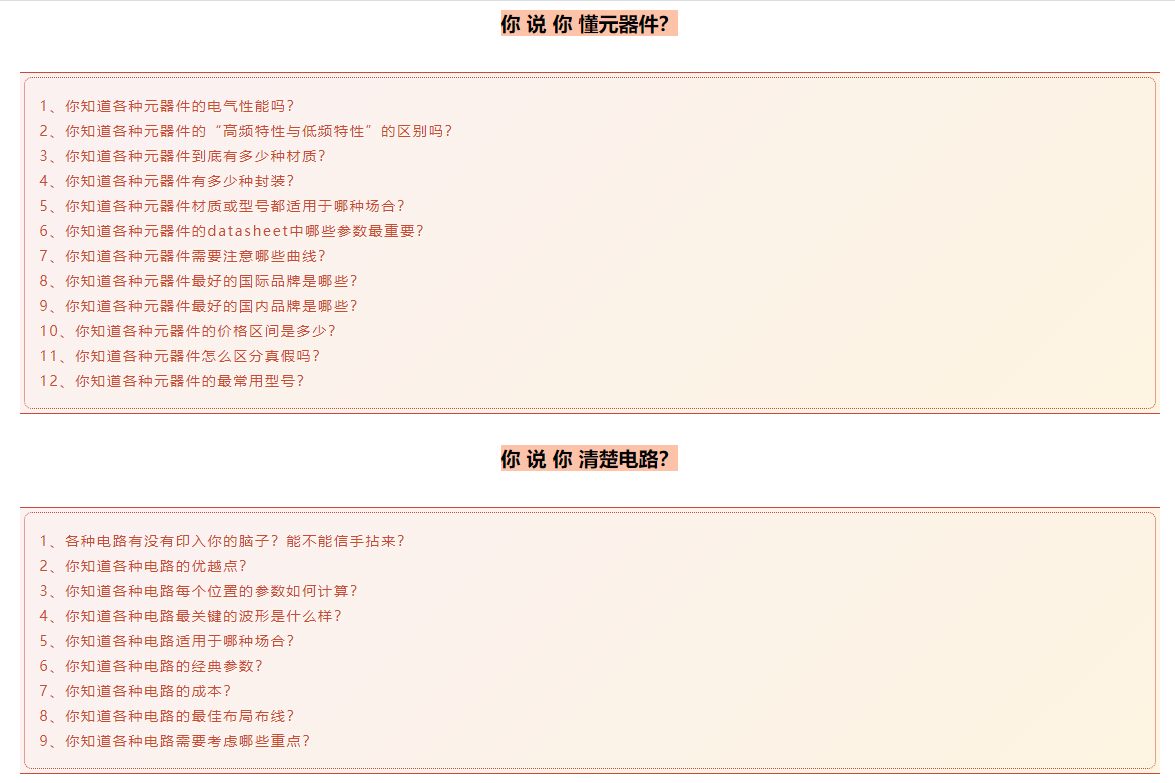 你 说 你 懂元器件？
1、你知道各种元器件的电气性能吗？
2、你知道各种元器件的“高频特性与低频特性”的区别吗？
3、你知道各种元器件到底有多少种材质？
4、你知道各种元器件有多少种封装？
5、你知道各种元器件材质或型号都适用于哪种场合？
6、你知道各种元器件的datasheet中哪些参数最重要？
7、你知道各种元器件需要注意哪些曲线？
8、你知道各种元器件最好的国际品牌是哪些？
9、你知道各种元器件最好的国内品牌是哪些？
10、你知道各种元器件的价格区间是多少？
11、你知道各种元器件怎么区分真假吗？
12、你知道各种元器件的最常用型号？
你 说 你 清楚电路？
1、各种电路有没有印入你的脑子？能不能信手拈来？
2、你知道各种电路的优越点？
3、你知道各种电路每个位置的参数如何计算？
4、你知道各种电路最关键的波形是什么样？
5、你知道各种电路适用于哪种场合？
6、你知道各种电路的经典参数？
7、你知道各种电路的成本？
8、你知道各种电路的最佳布局布线？
9、你知道各种电路需要考虑哪些重点？